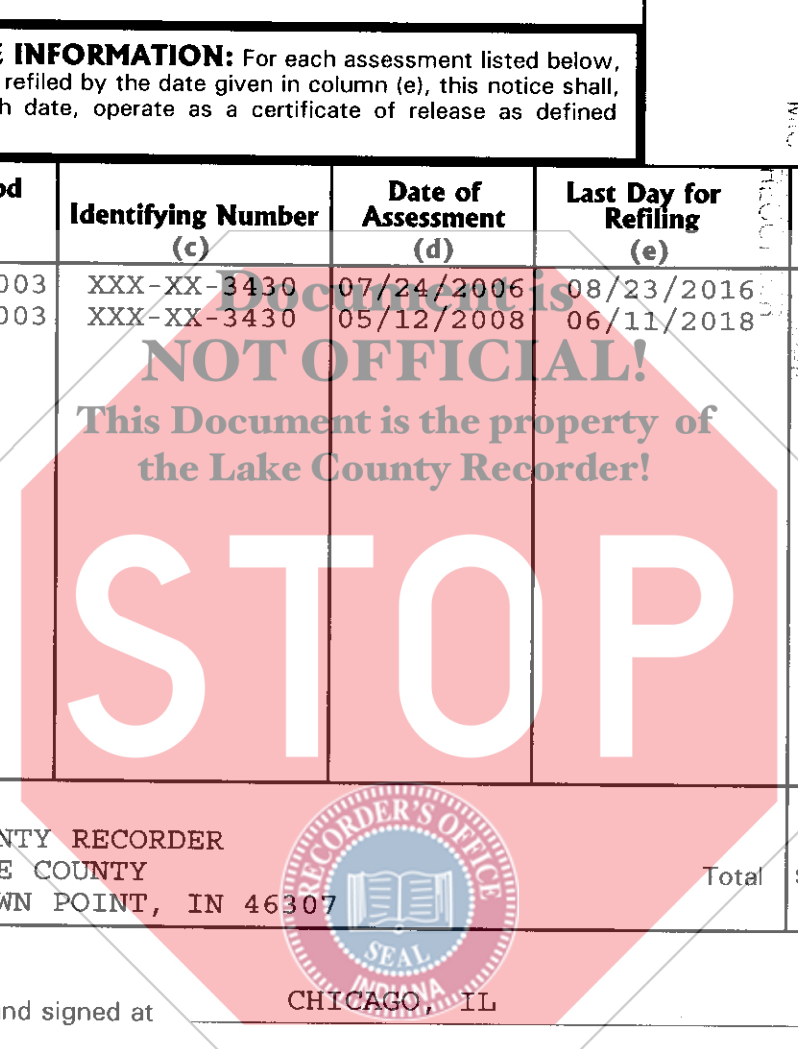 E INFORMATION: For each assessment listed below,
refiled by the date given in column (e), this notice shall,
h date, operate as a certificate of release as defined
od
Identifying Number
(c)
Date of
Assessment
(d)
Last Day for
Refiling
(e)
003 XXX-XX-3430 07/24/2006 08/23/2016
003 XXX-XX-3430 05/12/2008 06/11/2018
Document is
NOT OFFICIAL!
This Document is the property of
the Lake County Recorder!
STOP
NTY RECORDER
E COUNTY
WN POINT, IN 46307
Total
RECORDER'S OFFICE
SEAL
INDIANA
nd signed at CHICAGO, IL